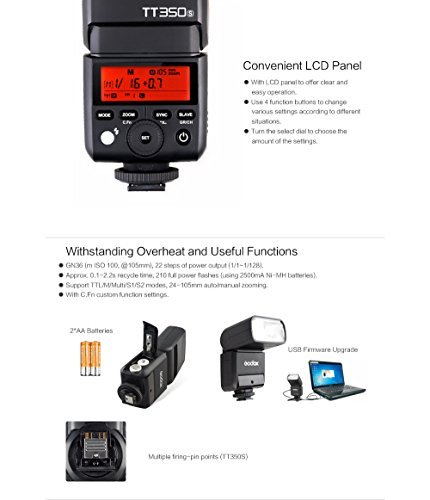 TT350s
Convenient LCD Panel
With LCD panel to offer clear and
easy operation.
Use 4 function buttons to change
various settings according to different
situations.
Turn the select dial to choose the
amount of the settings.
M
105 mm
1/ 16 +0.7
MODE
ZOOM
C.Fn
SYNC
SLAVE
GR/CH
SET
Withstanding Overheat and Useful Functions
GN36 (m ISO 100, @105mm), 22 steps of power output (1/1~1/128).
Approx. 0.1-2.2s recycle time, 210 full power flashes (using 2500mA Ni-MH batteries).
Support TTL/M/Multi/S1/S2 modes, 24-105mm auto/manual zooming.
With C.Fn custom function settings.
2*AA Batteries
Godox
USB Firmware Upgrade
Multiple firing-pin points (TT350S)